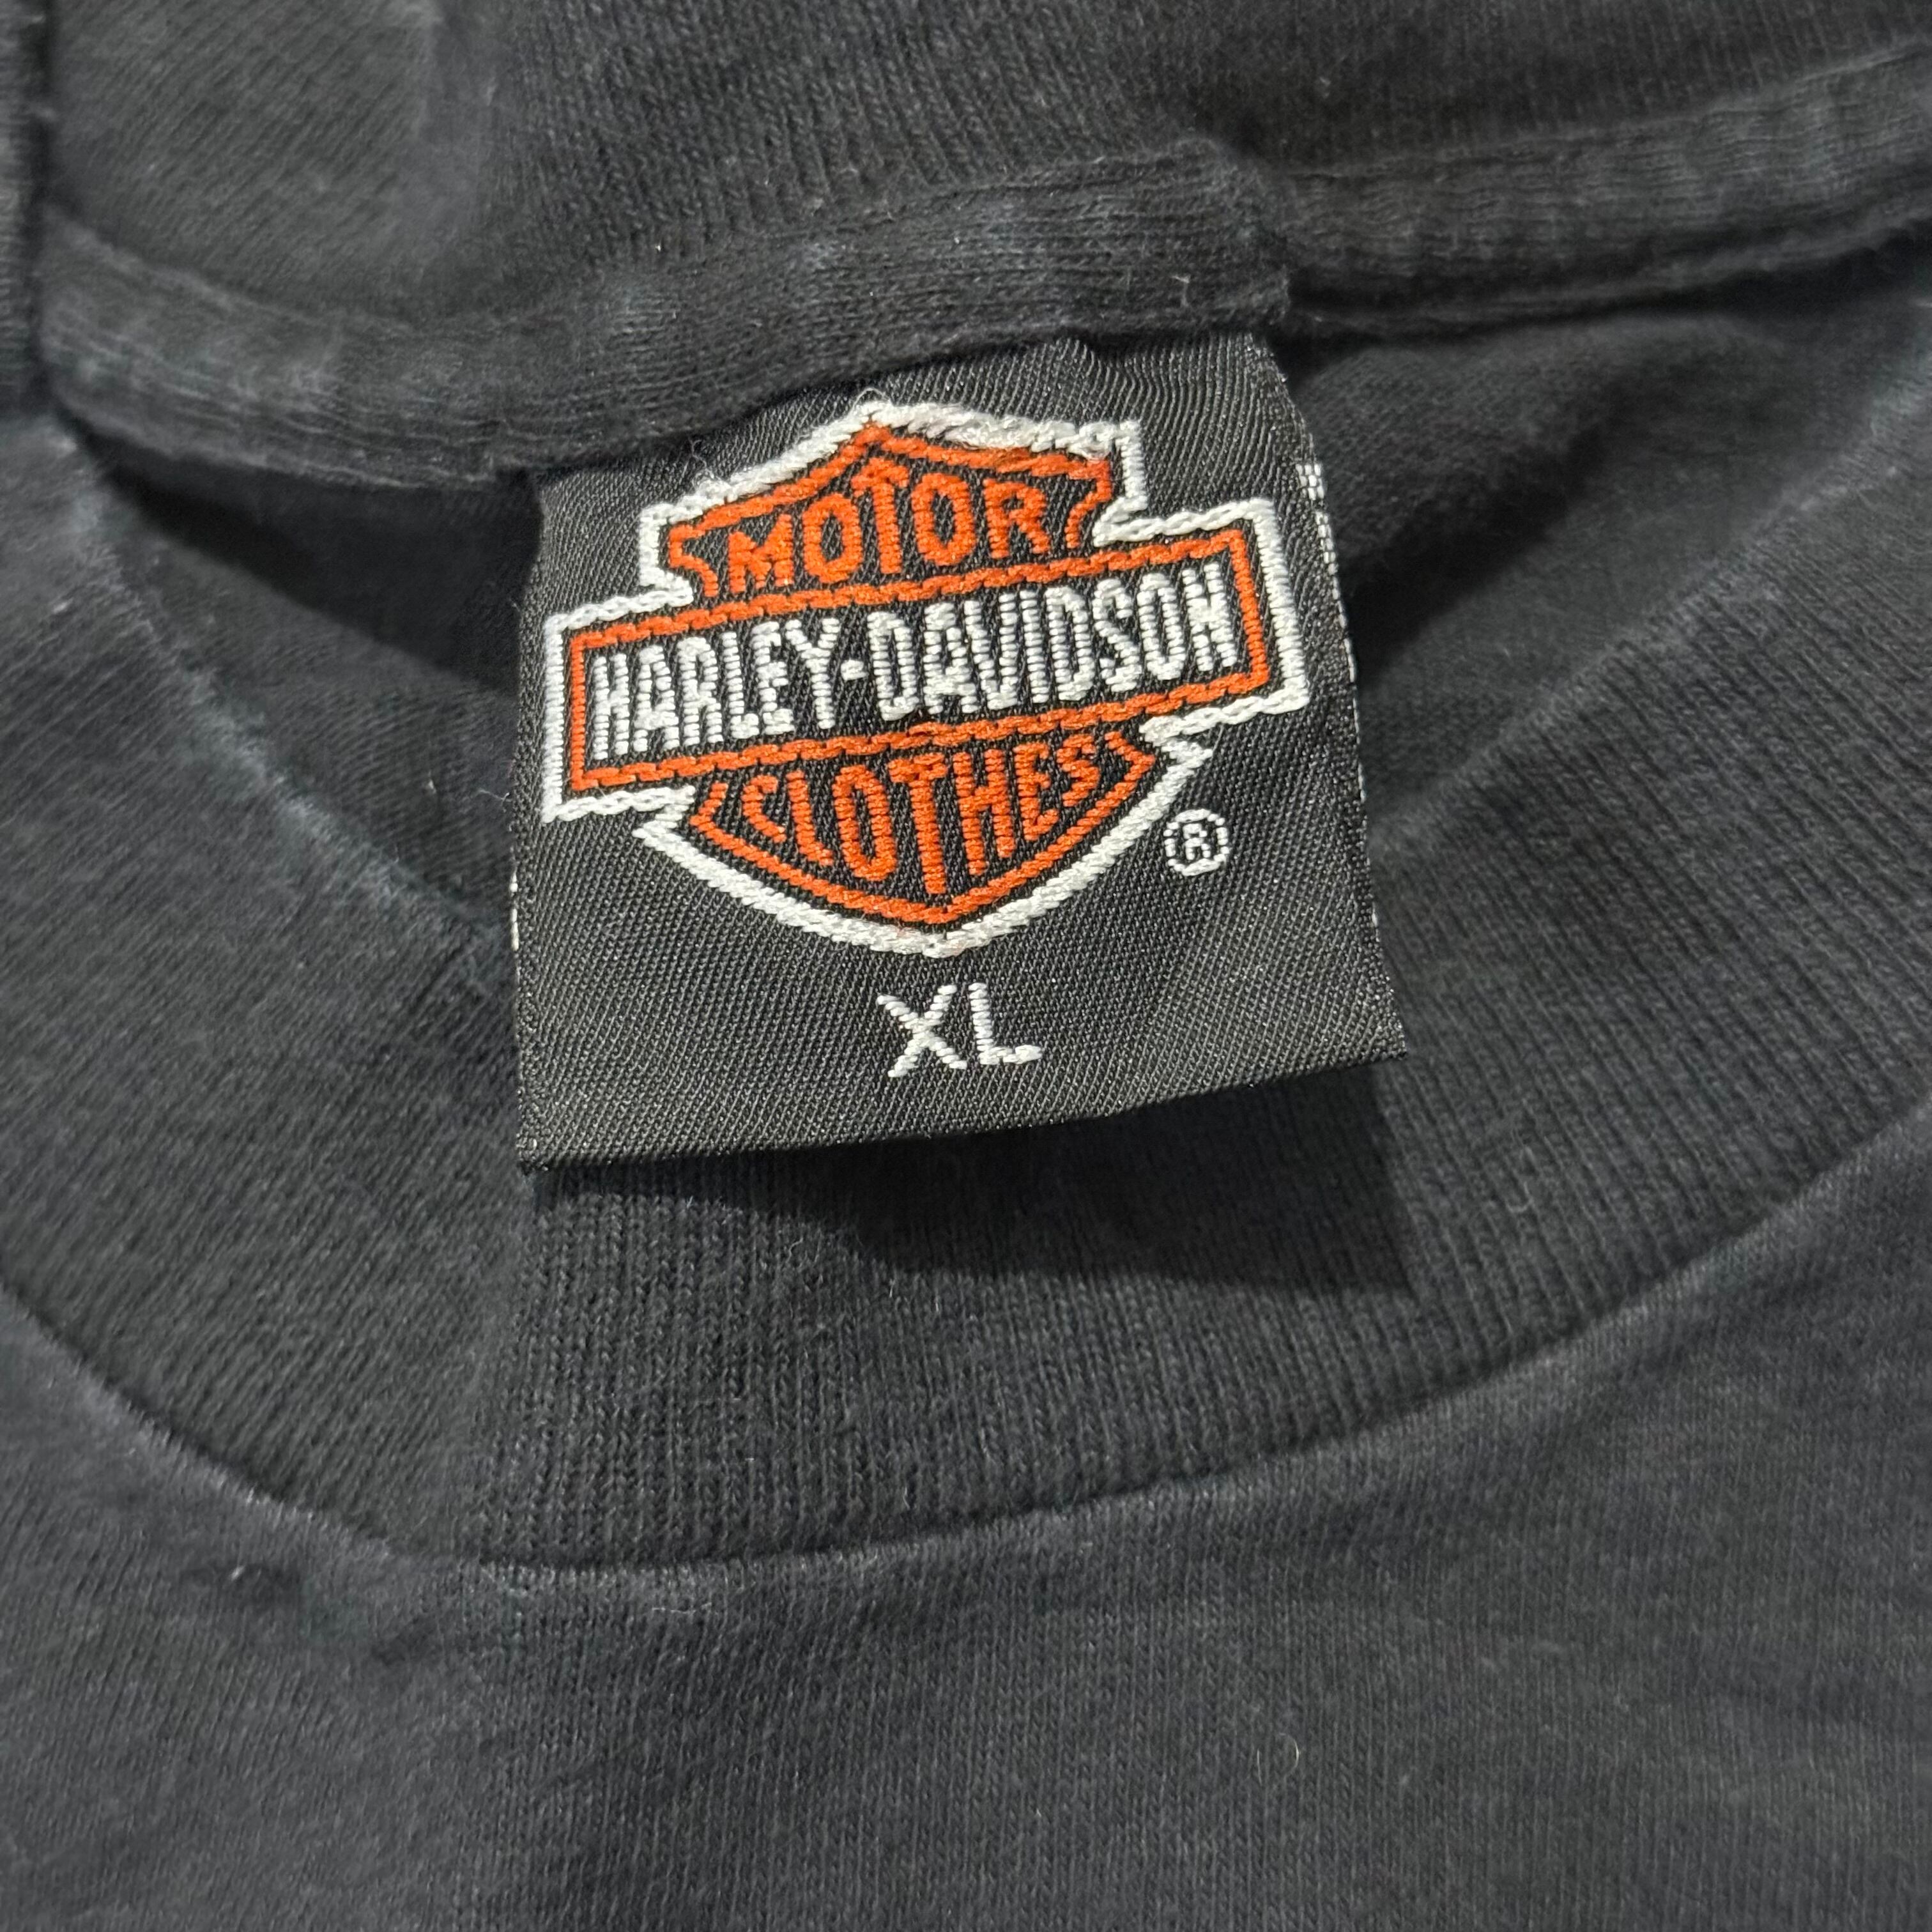 MOTOR
HARLEY-DAVIDSON
CLOTHES
®
XL